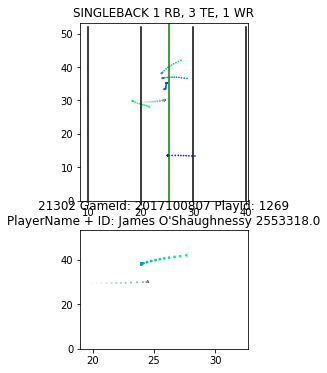 SINGLEBACK 1 RB, 3 TE, 1 WR
50
40
30
20
10
0
10 20 30 40
21302 GameId: 2017100807 PlayId: 1269
PlayerName + ID: James O'Shaughnessy 2553318.0
40
20
0
20 25 30